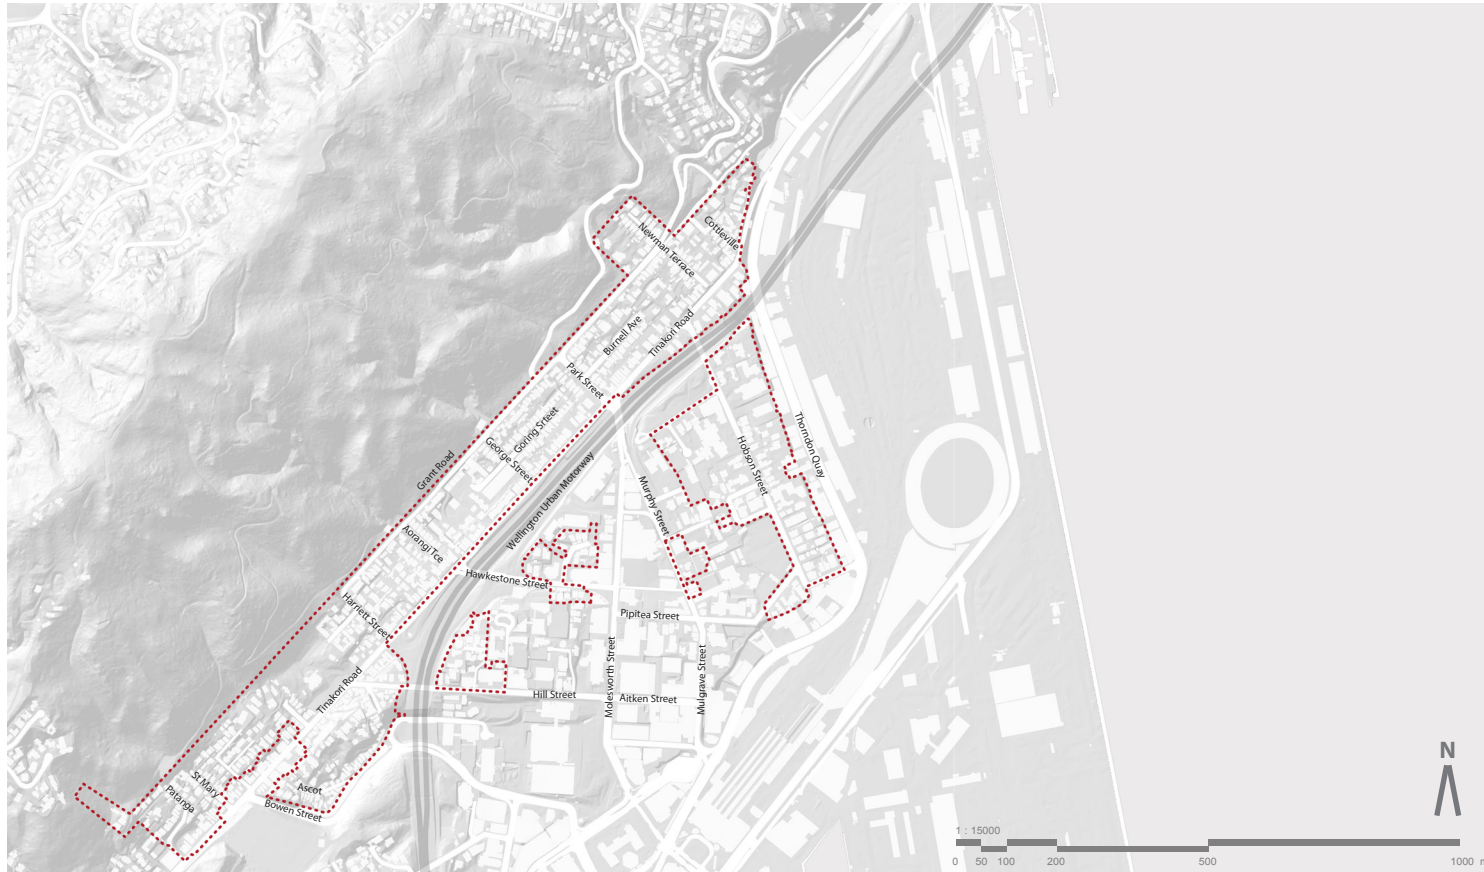 Cottleville
Newman Terrace
Burnell Ave
Tinakori Road
Park Street
Goring Srteet
George Street
Grant Road
Wellington Urban Motorway
Thorndon Quay
Hobson Street
Murphy Street
Aorangi Tce
Hawkestone Street
Harriett Street
Pipitea Street
Tinakori Road
Molesworth Street
Mulgrave Street
Hill Street
Aitken Street
St Mary
Patanga
Ascot
Bowen Street
N
1 : 15000
0 50 100 200 500 1000 m